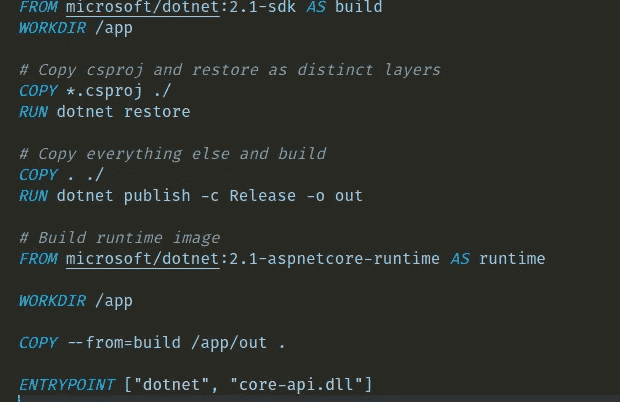 FROM microsoft/dotnet:2.1-sdk AS build
WORKDIR /app
# Copy csproj and restore as distinct layers
COPY *.csproj ./
RUN dotnet restore
# Copy everything else and build
COPY . ./
RUN dotnet publish -c Release -o out
# Build runtime image
FROM microsoft/dotnet:2.1-aspnetcore-runtime AS runtime
WORKDIR /app
COPY --from=build /app/out .
ENTRYPOINT ["dotnet", "core-api.dll"]